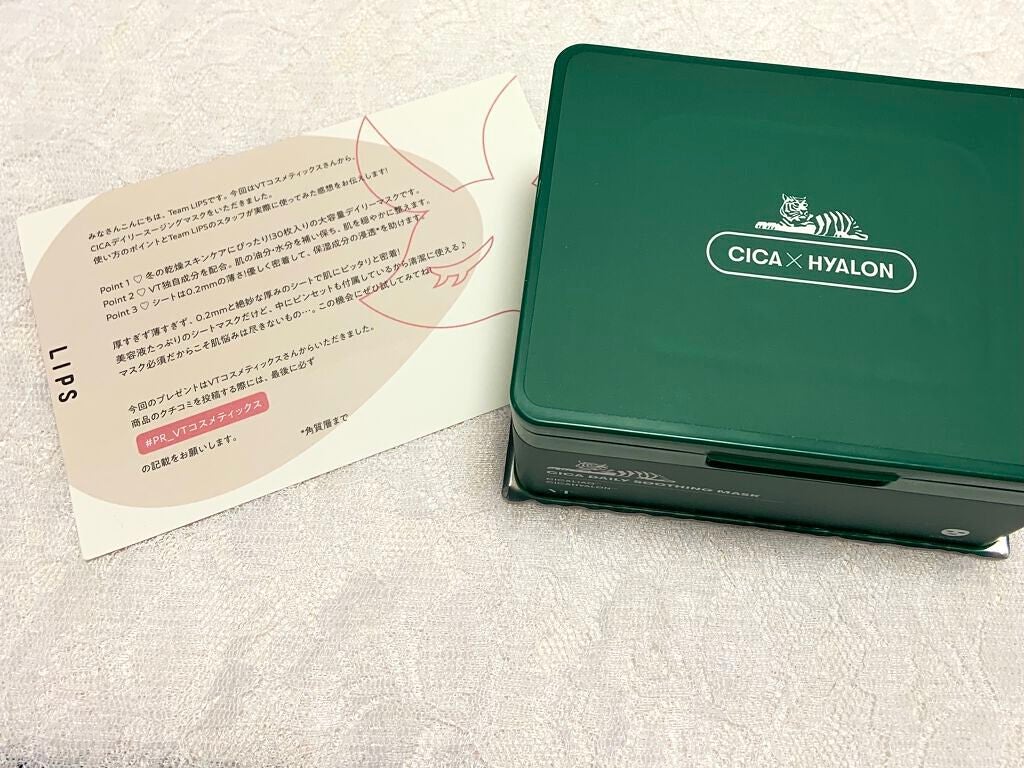 みなさんこんにちは、Team LIPSです。今回はVTコスメティックスさんから、
CICAデイリースージングマスクをいただきました。
使い方のポイントとTeam LIPSのスタッフが実際に使ってみた感想をお伝えします!
Point 1 ♡ 冬の乾燥スキンケアにぴったり!30枚入りの大容量デイリーマスクです。
Point 2 ♡ VT独自成分を配合。肌の油分・水分を補い保ち、肌を穏やかに整えます。
Point 3 ♡ シートは0.2mmの薄さ!優しく密着して、保湿成分の浸透*を助けます。
厚すぎず薄すぎず、0.2mmと絶妙な厚みのシートで肌にピッタリと密着!
美容液たっぷりのシートマスクだけど、中にピンセットも付属しているから清潔に使える♪
マスク必須だからこそ肌悩みは尽きないもの…。この機会にぜひ試してみてね!
今回のプレゼントはVTコスメティックスさんからいただきました。
商品のクチコミを投稿する際には、最後に必ず
#PR_VTコスメティックス
の記載をお願いします。
*角質層まで
LIPS
CICA × HYALON
CICA DAILY SOOTHING MASK
VT